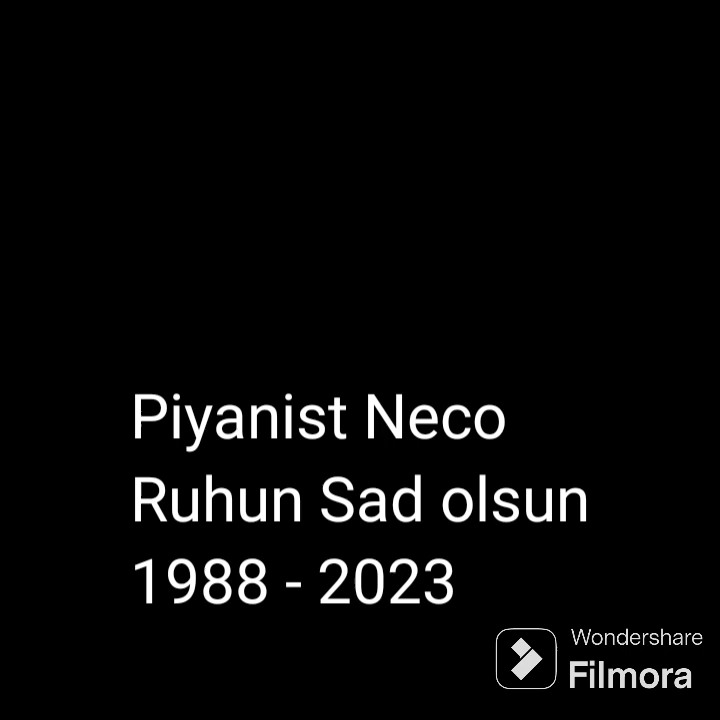 Piyanist Neco
Ruhun Sad olsun
1988 - 2023
Wondershare
Filmora